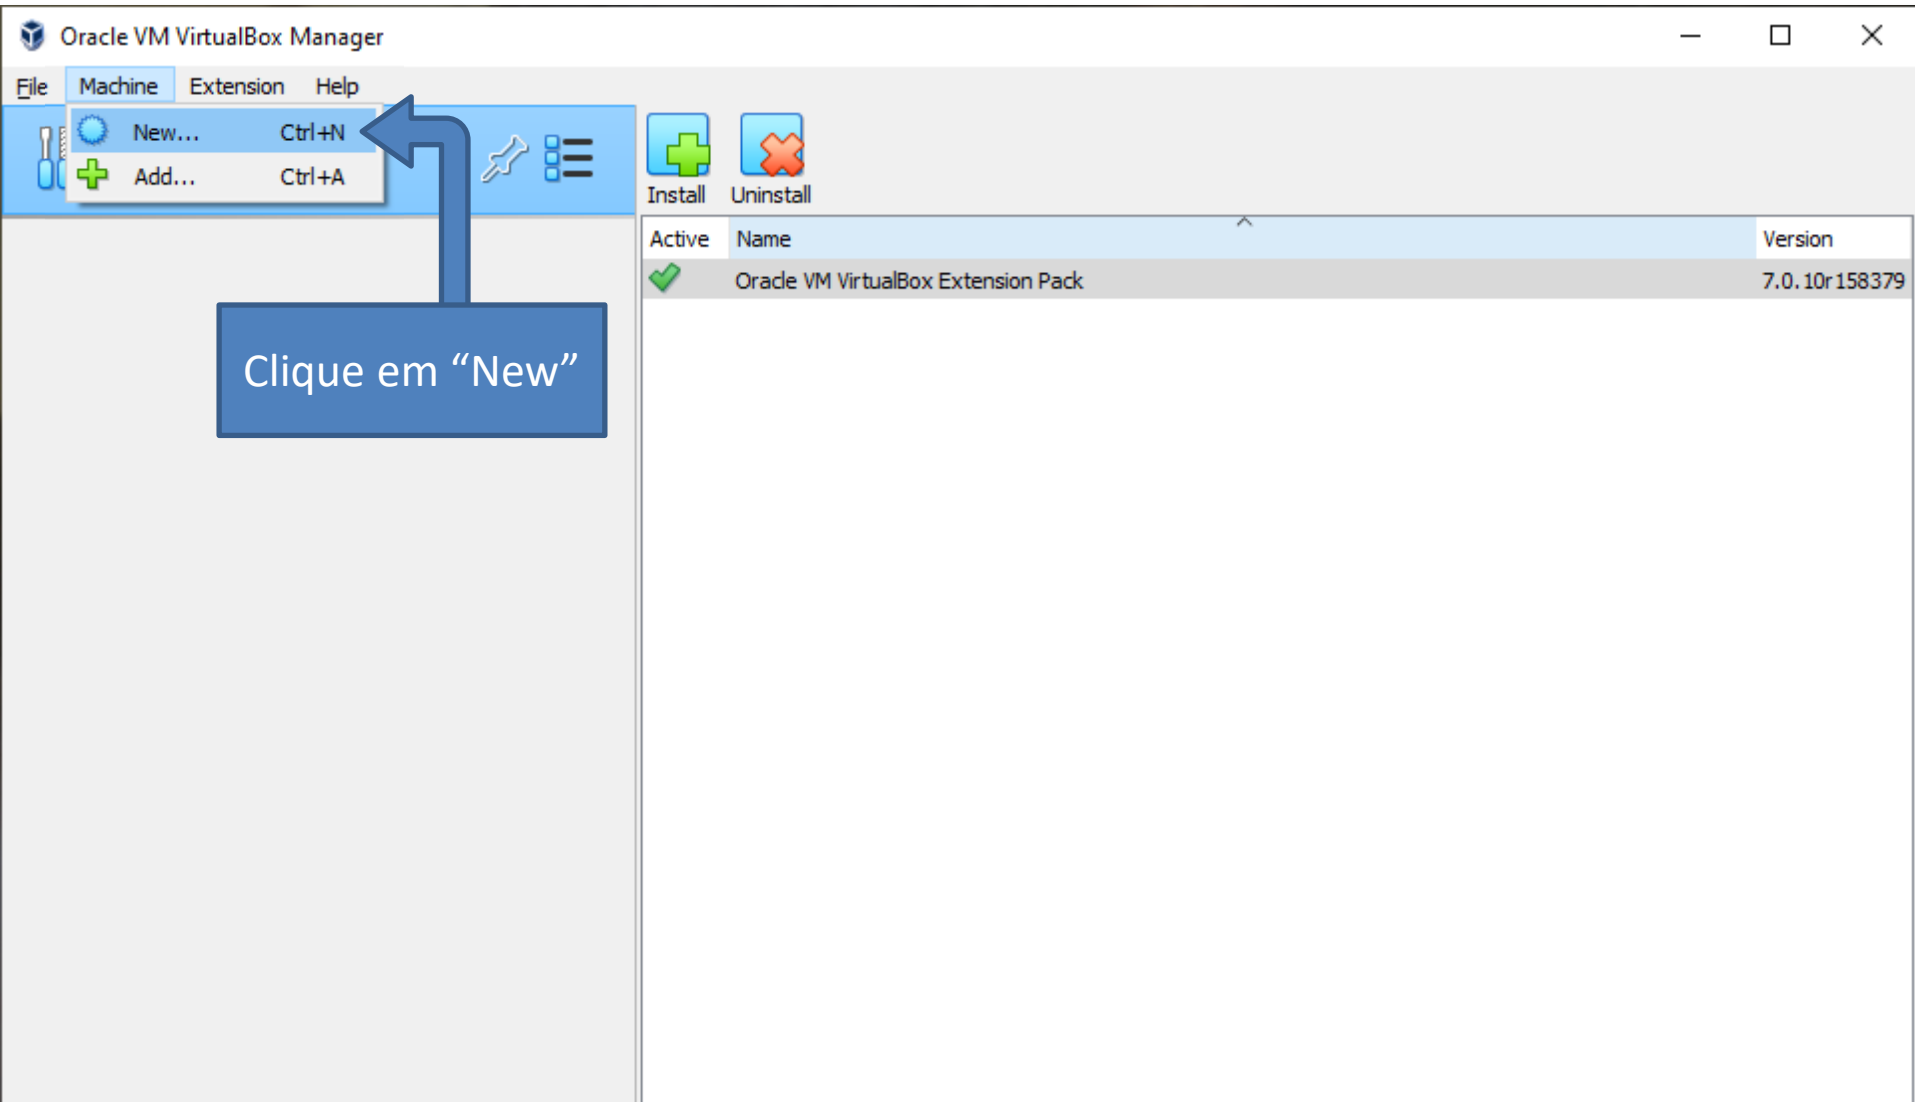 Oracle VM VirtualBox Manager
File Machine Extension Help
New... Ctrl+N
Add... Ctrl+A
Install Uninstall
Active Name Version
Oracle VM VirtualBox Extension Pack 7.0.10r158379
Clique em “New”